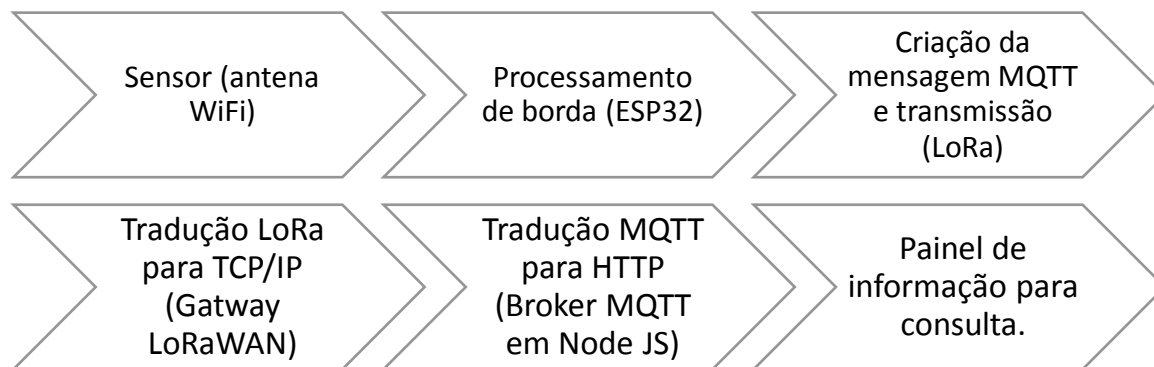 Sensor (antena
WiFi)
Processamento
de borda (ESP32)
Criação da
mensagem MQTT
e transmissão
(LoRa)
Tradução LoRa
para TCP/IP
(Gatway
LoRaWAN)
Tradução MQTT
para HTTP
(Broker MQTT
em Node JS)
Painel de
informação para
consulta.